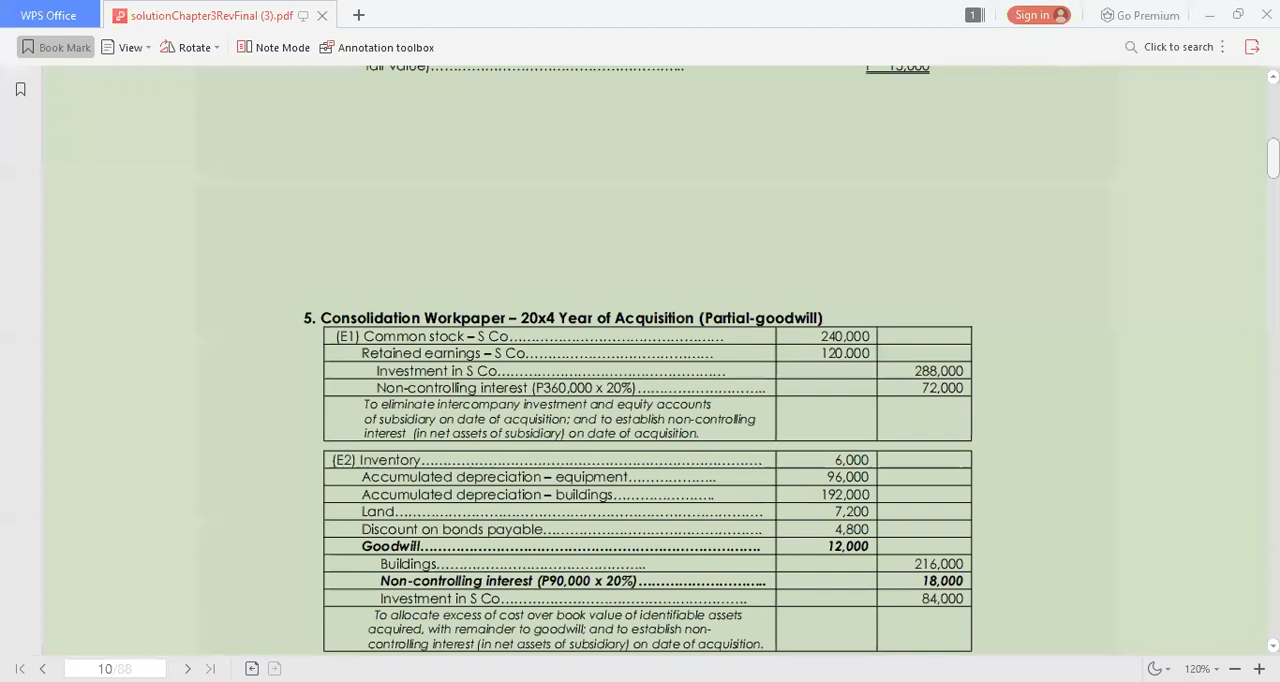 WPS Office
solutionChapter3RevFinal (3).pdf
1
Sign in
Go Premium
Book Mark
View
Rotate
Note Mode
Annotation toolbox
Click to search
fair value)……………………………………………….. P 15,000
5. Consolidation Workpaper – 20x4 Year of Acquisition (Partial-goodwill)
(E1) Common stock – S Co………………………………………… 240,000
Retained earnings – S Co…………………………………… 120.000
Investment in S Co…………………………………………… 288,000
Non-controlling interest (P360,000 x 20%)………………………….. 72,000
To eliminate intercompany investment and equity accounts
of subsidiary on date of acquisition; and to establish non-controlling
interest (in net assets of subsidiary) on date of acquisition.
(E2) Inventory…………………………………………………………………… 6,000
Accumulated depreciation – equipment……………….. 96,000
Accumulated depreciation – buildings………………….. 192,000
Land……………………………………………………………………… 7,200
Discount on bonds payable…………………………………………. 4,800
Goodwill…………………………………………………………………. 12,000
Buildings……………………………………….. 216,000
Non-controlling interest (P90,000 x 20%)…………………….. 18,000
Investment in S Co……………………………………………….. 84,000
To allocate excess of cost over book value of identifiable assets
acquired, with remainder to goodwill; and to establish non-
controlling interest (in net assets of subsidiary) on date of acquisition.
10/88
120%